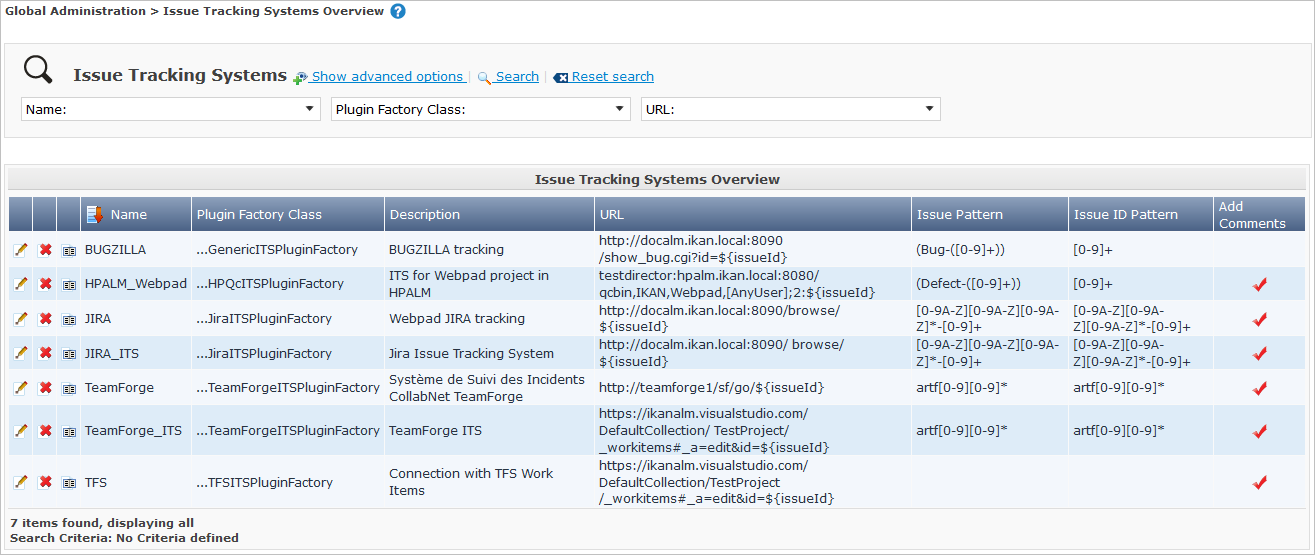 Global Administration > Issue Tracking Systems Overview
Issue Tracking Systems Show advanced options | Search | Reset search
Name: Plugin Factory Class: URL:
Issue Tracking Systems Overview
Name Plugin Factory Class Description URL Issue Pattern Issue ID Pattern Add Comments
BUGZILLA ...GenericITSPluginFactory BUGZILLA tracking http://docalm.ikan.local:8090 /show_bug.cgi?id=${issueId} (Bug-([0-9]+)) [0-9]+
HPALM_Webpad ...HPQcITSPluginFactory ITS for Webpad project in HPALM testdirector:hpalm.ikan.local:8080/ qcbin,IKAN,Webpad,[AnyUser];2:${issueId} (Defect-([0-9]+)) [0-9]+
JIRA ...JiraITSPluginFactory Webpad JIRA tracking http://docalm.ikan.local:8090/browse/ ${issueId} [0-9A-Z][0-9A-Z][0-9A-Z]*-[0-9]+ [0-9A-Z][0-9A-Z][0-9A-Z]*-[0-9]+
JIRA_ITS ...JiraITSPluginFactory Jira Issue Tracking System http://docalm.ikan.local:8090/ browse/ ${issueId} [0-9A-Z][0-9A-Z][0-9A-Z]*-[0-9]+ [0-9A-Z][0-9A-Z][0-9A-Z]*-[0-9]+
TeamForge ...TeamForgeITSPluginFactory Système de Suivi des Incidents CollabNet TeamForge http://teamforge1/sf/go/${issueId} artf[0-9][0-9]* artf[0-9][0-9]*
TeamForge_ITS ...TeamForgeITSPluginFactory TeamForge ITS https://ikanalm.visualstudio.com/ DefaultCollection/ TestProject/ _workitems#_a=edit&id=${issueId} artf[0-9][0-9]* artf[0-9][0-9]*
TFS ...TFSITSPluginFactory Connection with TFS Work Items https://ikanalm.visualstudio.com/ DefaultCollection/TestProject /_workitems#_a=edit&id=${issueId}
7 items found, displaying all
Search Criteria: No Criteria defined